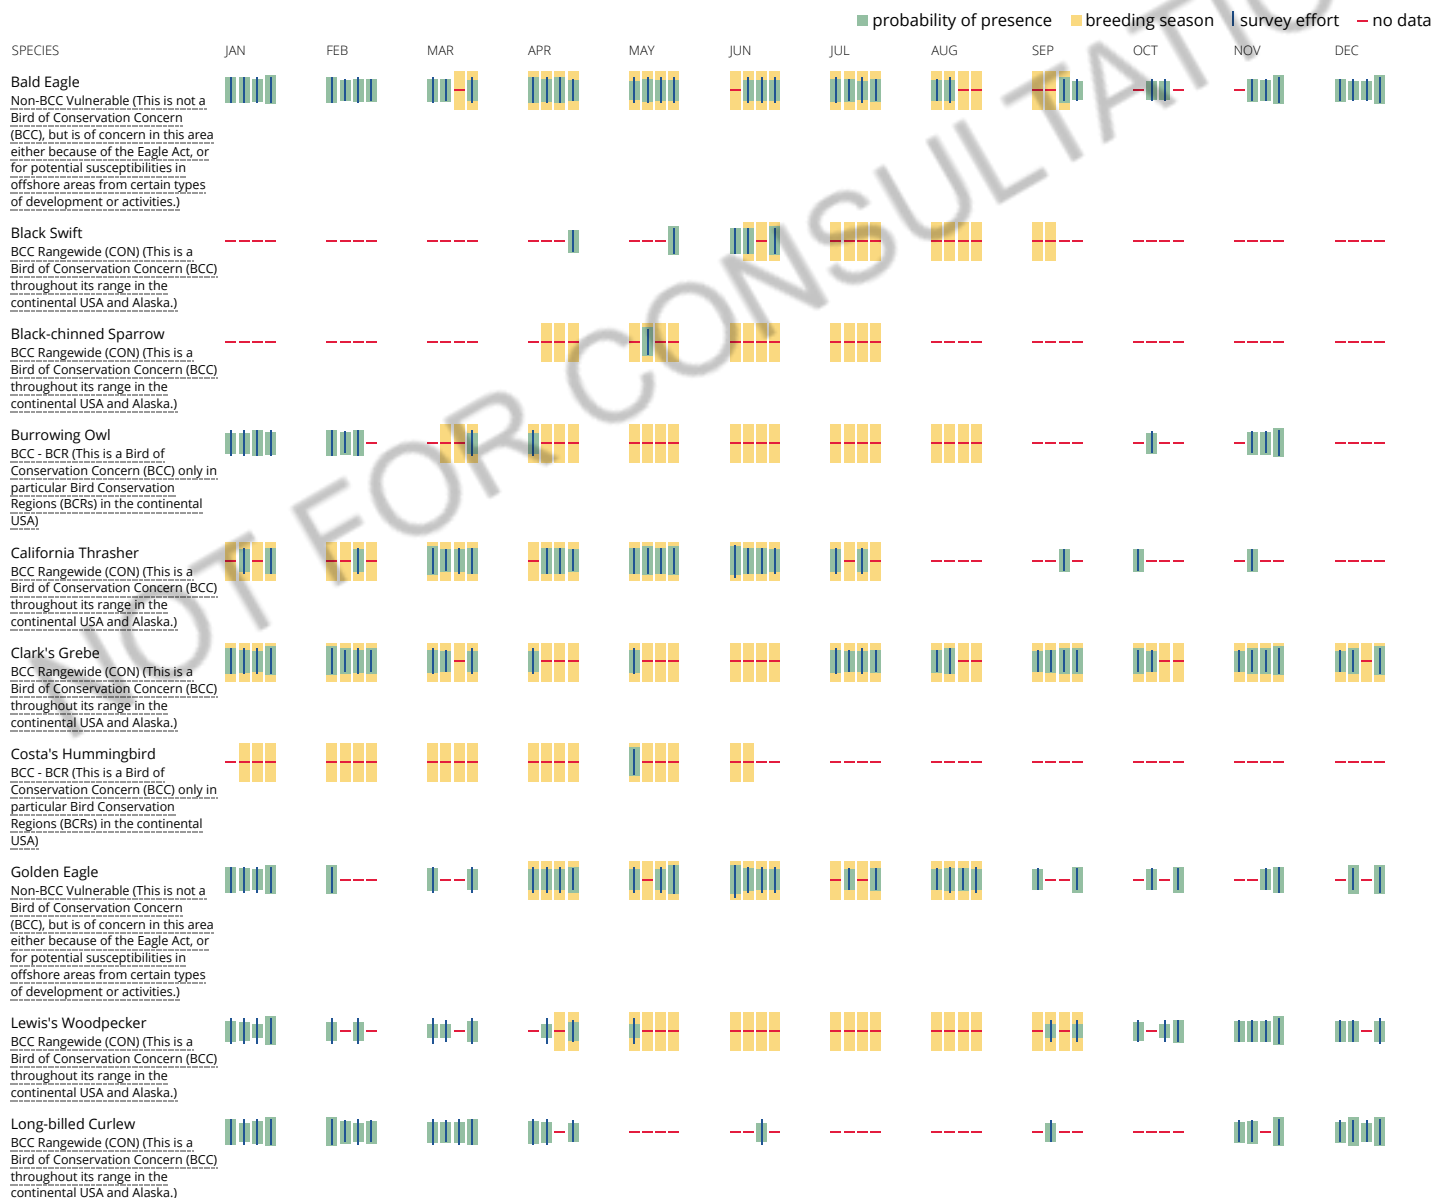 probability of presence breeding season survey effort no data
SPECIES JAN FEB MAR APR MAY JUN JUL AUG SEP OCT NOV DEC
Bald Eagle
Non-BCC Vulnerable (This is not a
Bird of Conservation Concern
(BCC), but is of concern in this area
either because of the Eagle Act, or
for potential susceptibilities in
offshore areas from certain types
of development or activities.)
Black Swift
BCC Rangewide (CON) (This is a
Bird of Conservation Concern (BCC)
throughout its range in the
continental USA and Alaska.)
Black-chinned Sparrow
BCC Rangewide (CON) (This is a
Bird of Conservation Concern (BCC)
throughout its range in the
continental USA and Alaska.)
Burrowing Owl
BCC - BCR (This is a Bird of
Conservation Concern (BCC) only in
particular Bird Conservation
Regions (BCRs) in the continental
USA)
California Thrasher
BCC Rangewide (CON) (This is a
Bird of Conservation Concern (BCC)
throughout its range in the
continental USA and Alaska.)
Clark's Grebe
BCC Rangewide (CON) (This is a
Bird of Conservation Concern (BCC)
throughout its range in the
continental USA and Alaska.)
Costa's Hummingbird
BCC - BCR (This is a Bird of
Conservation Concern (BCC) only in
particular Bird Conservation
Regions (BCRs) in the continental
USA)
Golden Eagle
Non-BCC Vulnerable (This is not a
Bird of Conservation Concern
(BCC), but is of concern in this area
either because of the Eagle Act, or
for potential susceptibilities in
offshore areas from certain types
of development or activities.)
Lewis's Woodpecker
BCC Rangewide (CON) (This is a
Bird of Conservation Concern (BCC)
throughout its range in the
continental USA and Alaska.)
Long-billed Curlew
BCC Rangewide (CON) (This is a
Bird of Conservation Concern (BCC)
throughout its range in the
continental USA and Alaska.)
NOT FOR CONSULTATIO